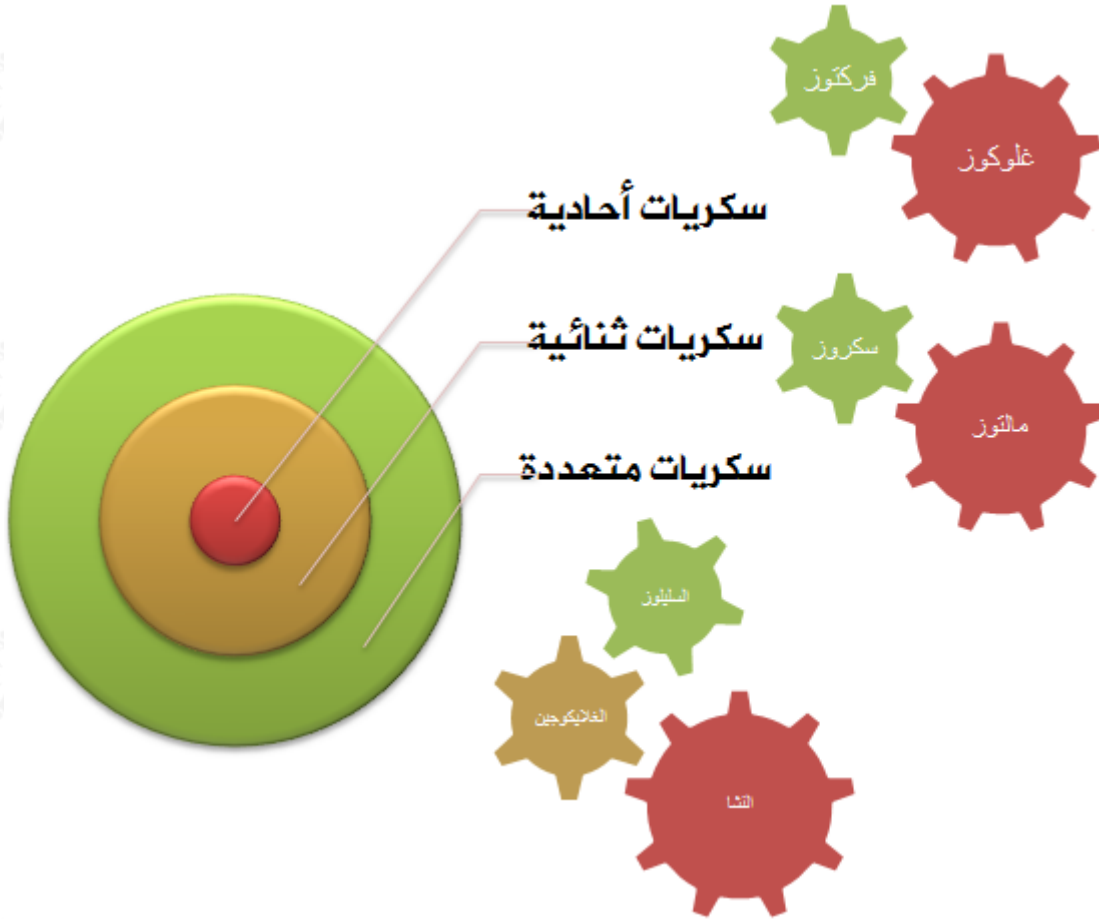 فركتوز
غلوكوز
سكريات أحادية
سكريات ثنائية
سكروز
مالتوز
سكريات متعددة
السليلوز
الغلايكوجين
النشا